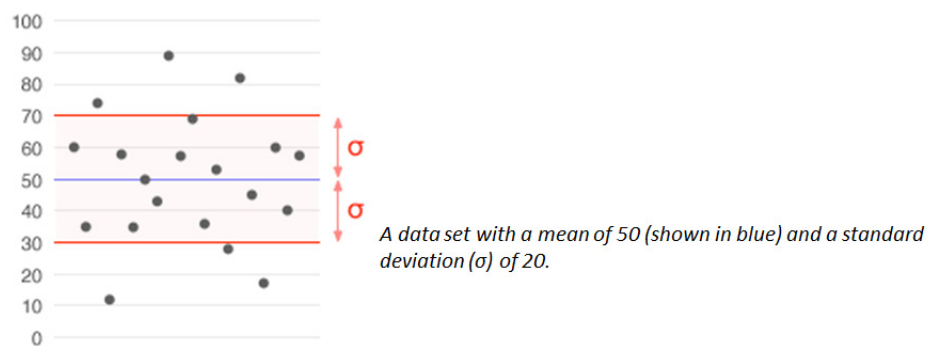 100
90
80
70
60
50
40
30
20
10
0
σ
σ
A data set with a mean of 50 (shown in blue) and a standard
deviation (σ) of 20.